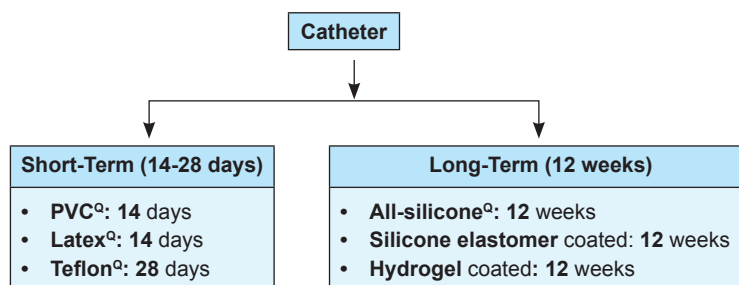 Catheter
Short-Term (14-28 days)
• PVCQ: 14 days
• LatexQ: 14 days
• TeflonQ: 28 days
Long-Term (12 weeks)
• All-siliconeQ: 12 weeks
• Silicone elastomer coated: 12 weeks
• Hydrogel coated: 12 weeks